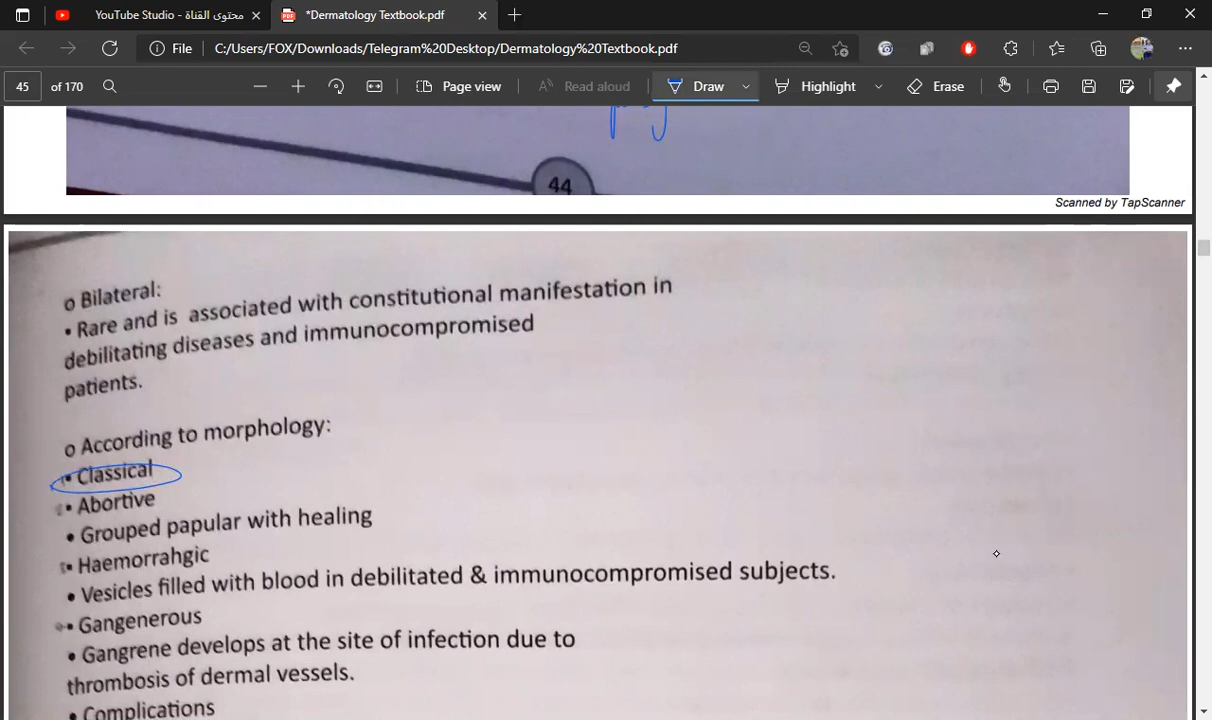 YouTube Studio - محتوى القناة
*Dermatology Textbook.pdf
File
C:/Users/FOX/Downloads/Telegram%20Desktop/Dermatology%20Textbook.pdf
45 of 170
Page view
Read aloud
Draw
Highlight
Erase
44
Scanned by TapScanner
o Bilateral:
• Rare and is associated with constitutional manifestation in
debilitating diseases and immunocompromised
patients.
o According to morphology:
• Classical
• Abortive
• Grouped papular with healing
• Haemorrahgic
• Vesicles filled with blood in debilitated & immunocompromised subjects.
• Gangenerous
• Gangrene develops at the site of infection due to
thrombosis of dermal vessels.
• Complications